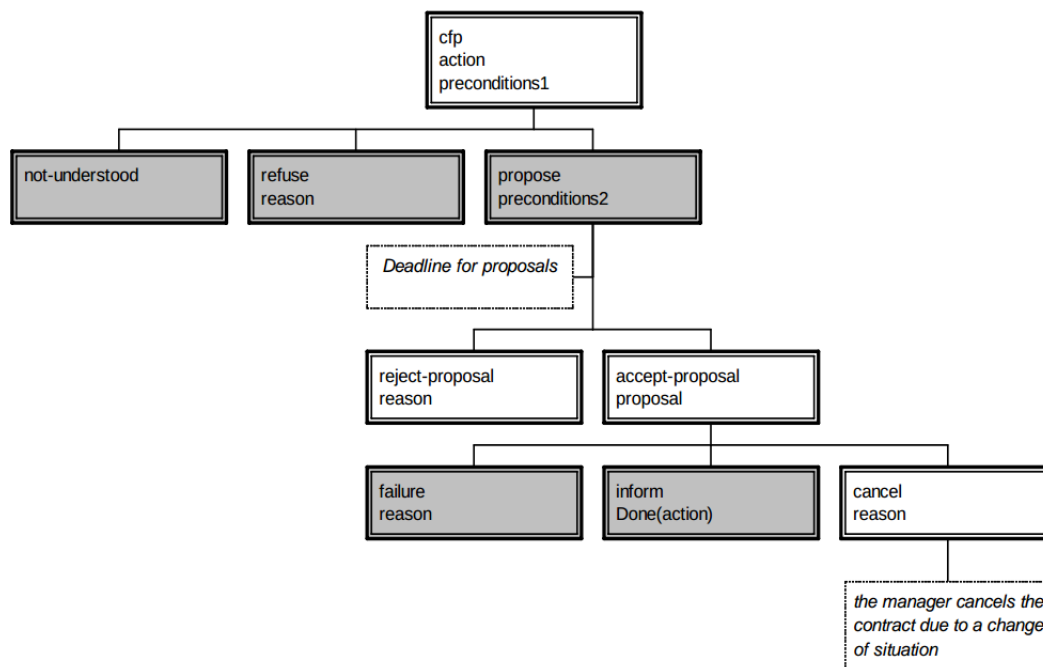 cfp
action
preconditions1
not-understood
refuse
reason
propose
preconditions2
Deadline for proposals
reject-proposal
reason
accept-proposal
proposal
failure
reason
inform
Done(action)
cancel
reason
the manager cancels the
contract due to a change
of situation